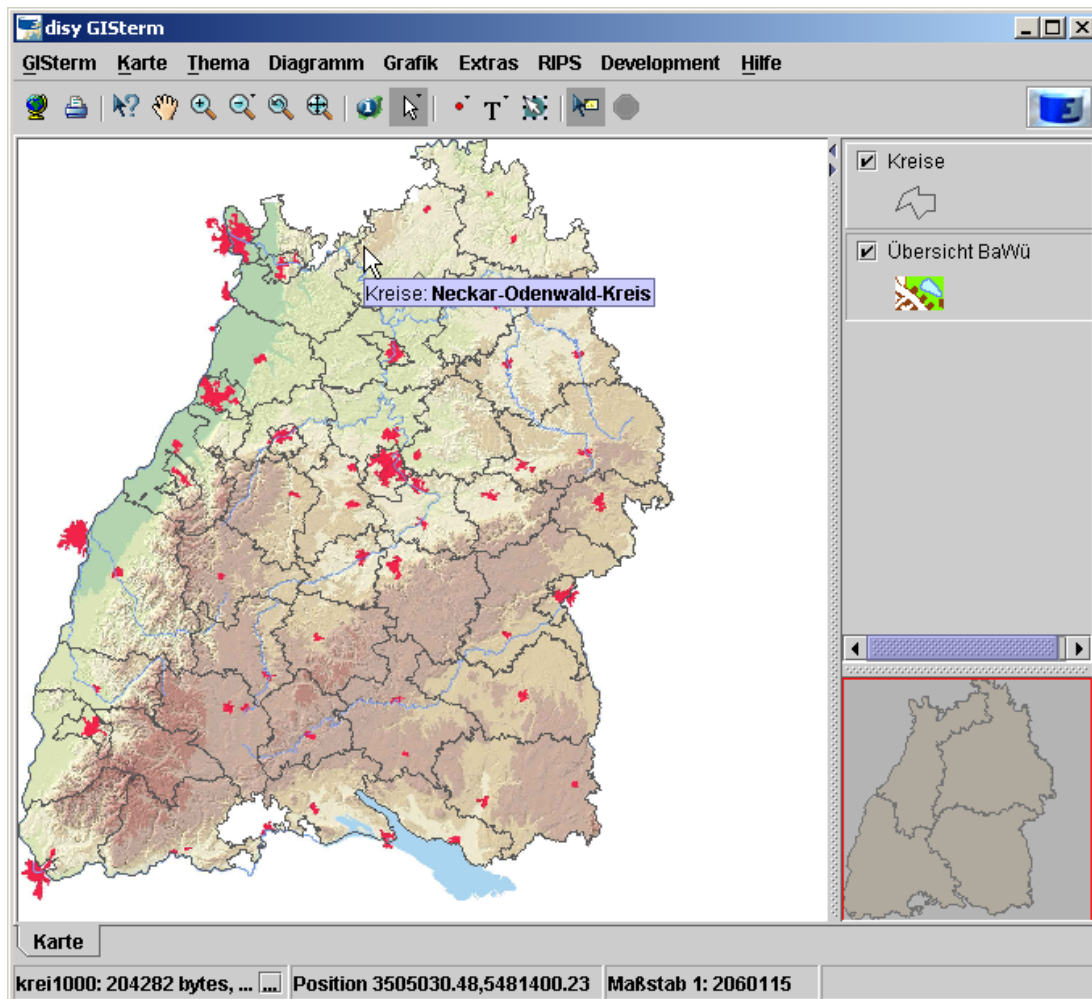 disy GISterm
GISterm Karte Thema Diagramm Grafik Extras RIPS Development Hilfe
T
Kreise
Übersicht BaWü
Kreise: Neckar-Odenwald-Kreis
Karte
krei1000: 204282 bytes, ... ... Position 3505030.48,5481400.23 Maßstab 1: 2060115